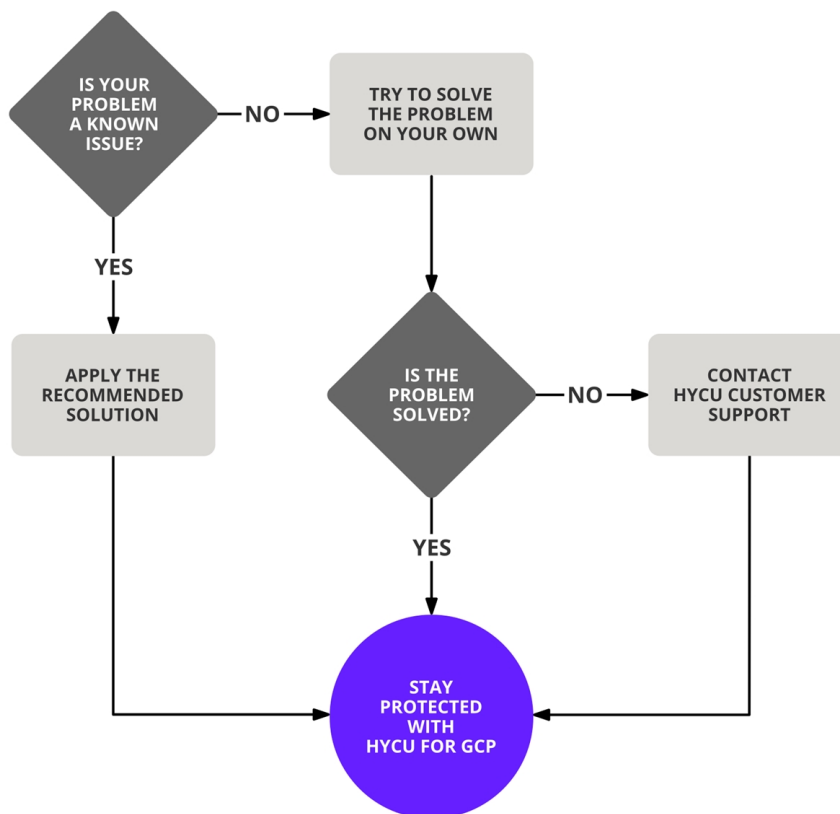 IS YOUR
PROBLEM
A KNOWN
ISSUE?
NO
TRY TO SOLVE
THE PROBLEM
ON YOUR OWN
YES
APPLY THE
RECOMMENDED
SOLUTION
IS THE
PROBLEM
SOLVED?
NO
CONTACT
HYCU CUSTOMER
SUPPORT
YES
STAY
PROTECTED
WITH
HYCU FOR GCP